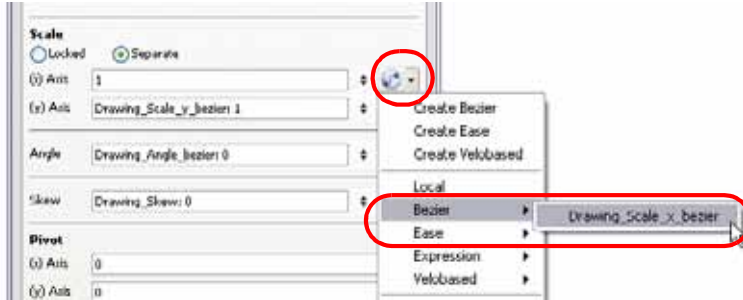 Scale
Locked Separate
(x) Axis 1
(y) Axis Drawing_Scale_y_bezier: 1
Angle Drawing_Angle_bezier: 0
Skew Drawing_Skew: 0
Pivot
(x) Axis 0
(y) Axis 0
Create Bezier
Create Ease
Create Velobased
Local
Bezier
Drawing_Scale_x_bezier
Ease
Expression
Velobased